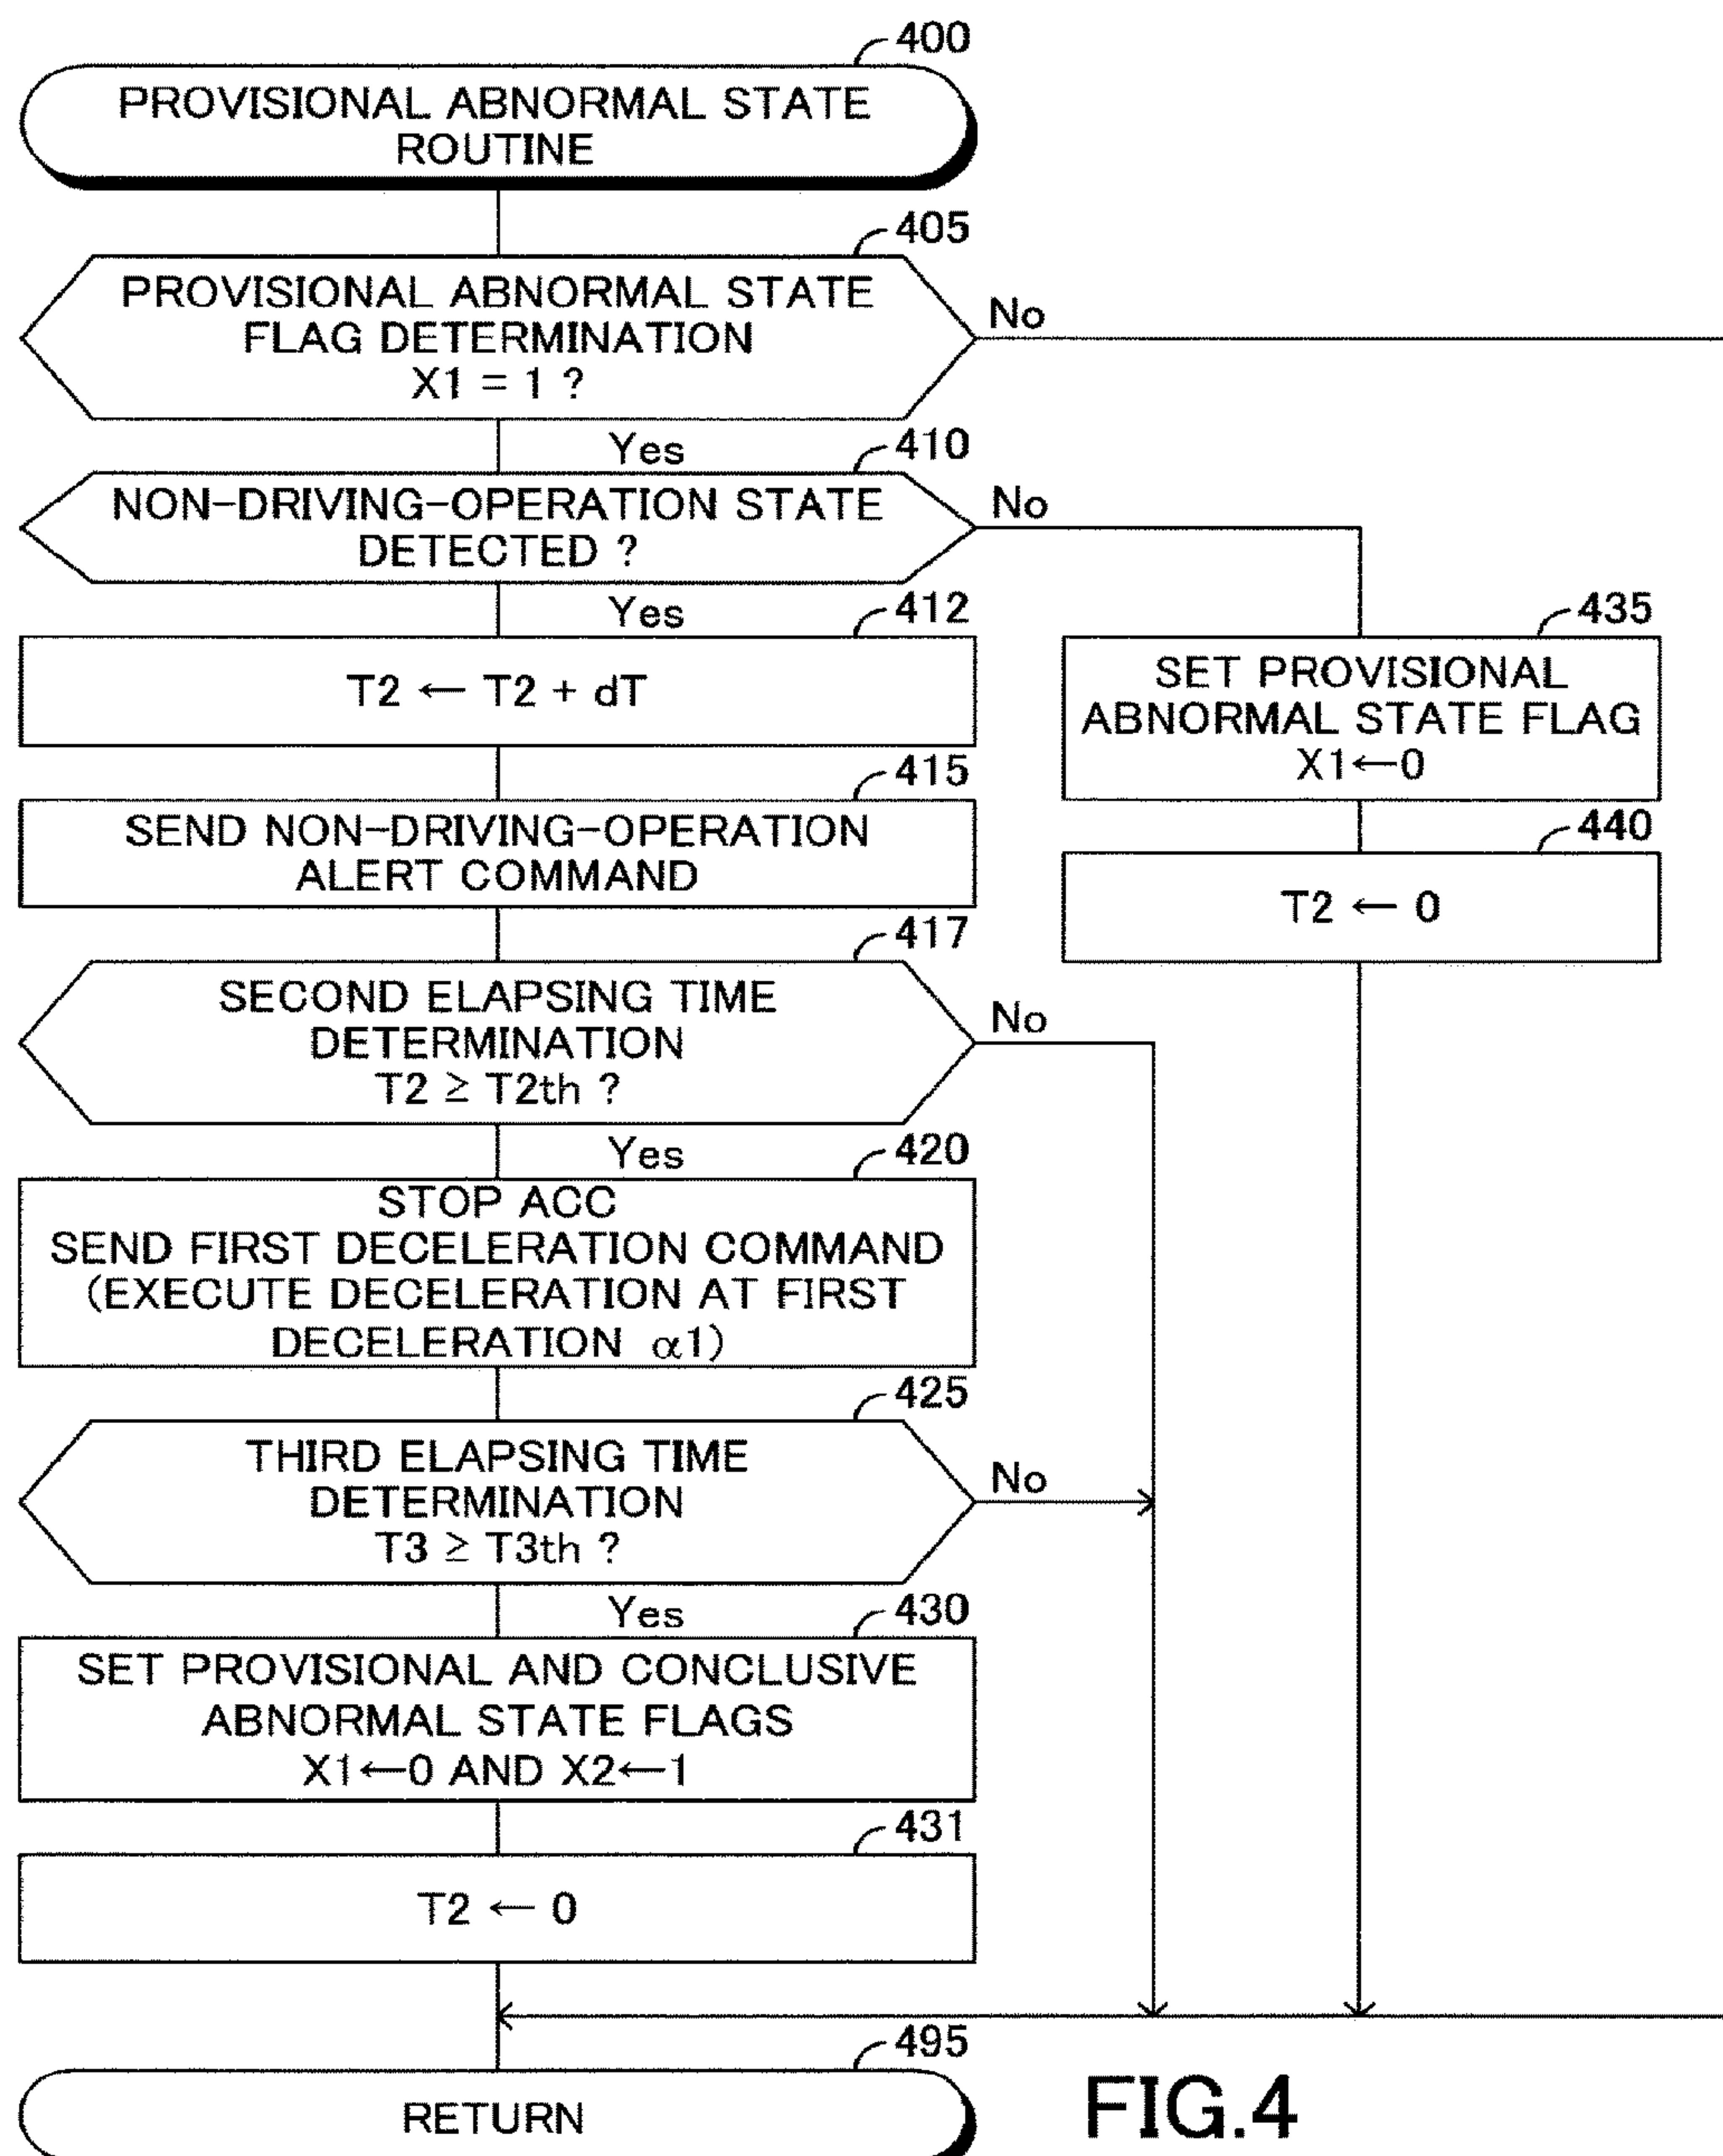 400
PROVISIONAL ABNORMAL STATE
ROUTINE
405
PROVISIONAL ABNORMAL STATE
FLAG DETERMINATION
X1 = 1 ?
No
Yes
410
NON-DRIVING-OPERATION STATE
DETECTED ?
No
Yes
412
T2 ← T2 + dT
435
SET PROVISIONAL
ABNORMAL STATE FLAG
X1←0
415
SEND NON-DRIVING-OPERATION
ALERT COMMAND
440
T2 ← 0
417
SECOND ELAPSING TIME
DETERMINATION
T2 ≥ T2th ?
No
Yes
420
STOP ACC
SEND FIRST DECELERATION COMMAND
(EXECUTE DECELERATION AT FIRST
DECELERATION α1)
425
THIRD ELAPSING TIME
DETERMINATION
T3 ≥ T3th ?
No
Yes
430
SET PROVISIONAL AND CONCLUSIVE
ABNORMAL STATE FLAGS
X1←0 AND X2←1
431
T2 ← 0
495
RETURN
FIG.4